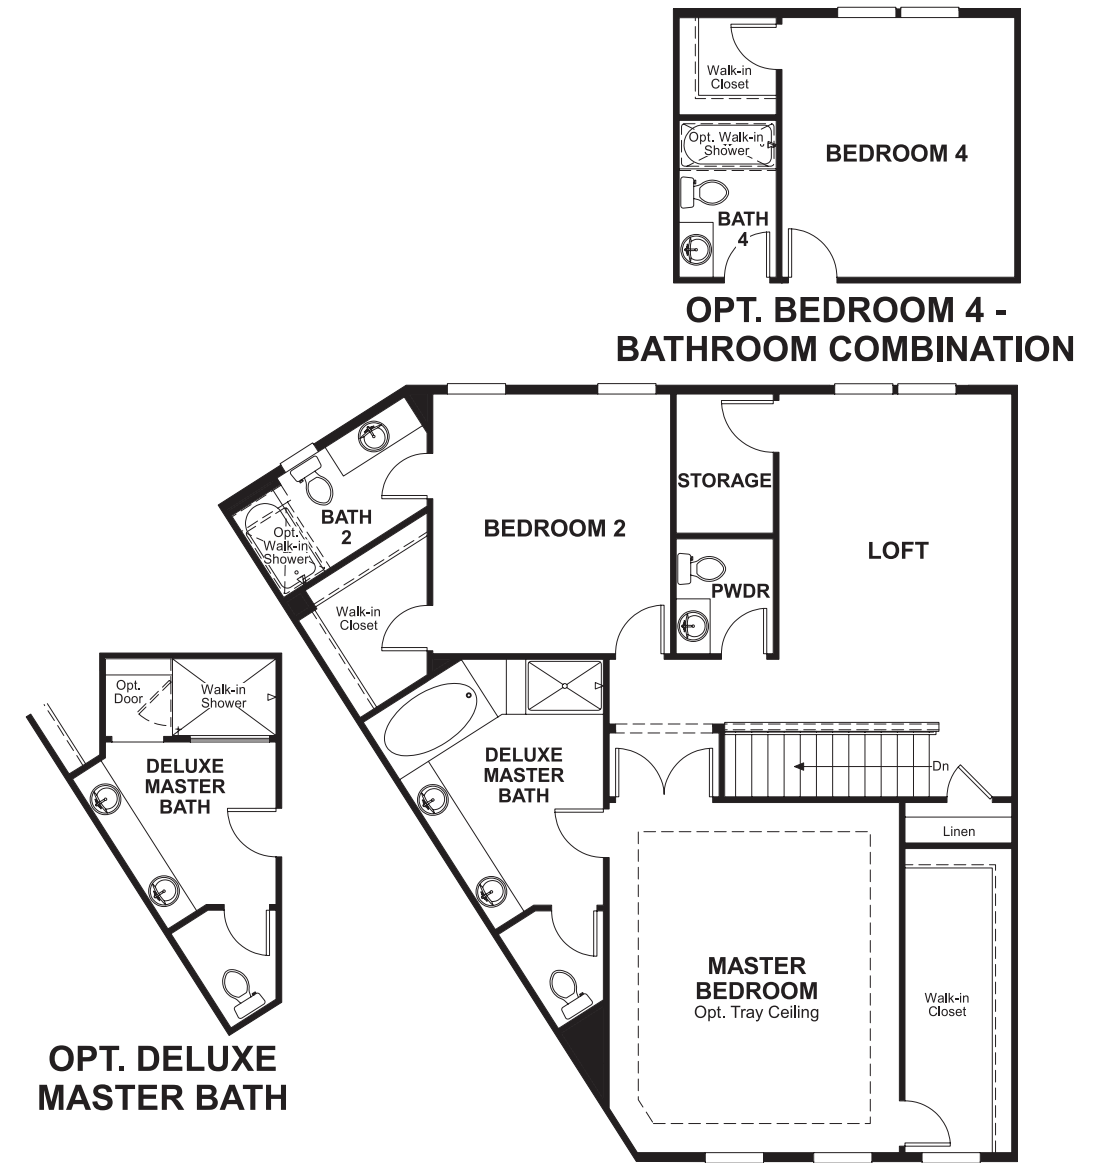 Walk-in
Closet
Opt. Walk-in
Shower
BEDROOM 4
BATH
4
OPT. BEDROOM 4 -
BATHROOM COMBINATION
STORAGE
BATH
2
BEDROOM 2
Opt.
Walk-in
Shower
LOFT
PWDR
Walk-in
Closet
Opt.
Door
Walk-in
Shower
DELUXE
MASTER
BATH
DELUXE
MASTER
BATH
Dn
Linen
MASTER
BEDROOM
Opt. Tray Ceiling
Walk-in
Closet
OPT. DELUXE
MASTER BATH